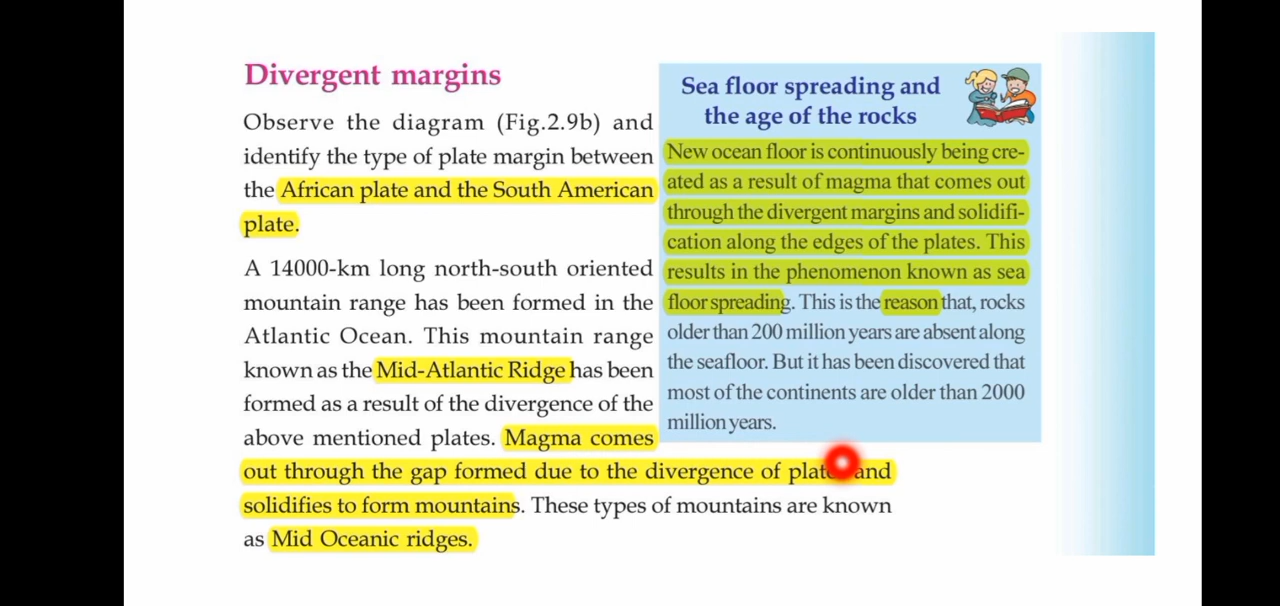 Divergent margins
Observe the diagram (Fig.2.9b) and
identify the type of plate margin between
the African plate and the South American
plate.
A 14000-km long north-south oriented
mountain range has been formed in the
Atlantic Ocean. This mountain range
known as the Mid-Atlantic Ridge has been
formed as a result of the divergence of the
above mentioned plates. Magma comes
out through the gap formed due to the divergence of plates and
solidifies to form mountains. These types of mountains are known
as Mid Oceanic ridges.
Sea floor spreading and
the age of the rocks
New ocean floor is continuously being cre-
ated as a result of magma that comes out
through the divergent margins and solidifi-
cation along the edges of the plates. This
results in the phenomenon known as sea
floor spreading. This is the reason that, rocks
older than 200 million years are absent along
the seafloor. But it has been discovered that
most of the continents are older than 2000
million years.